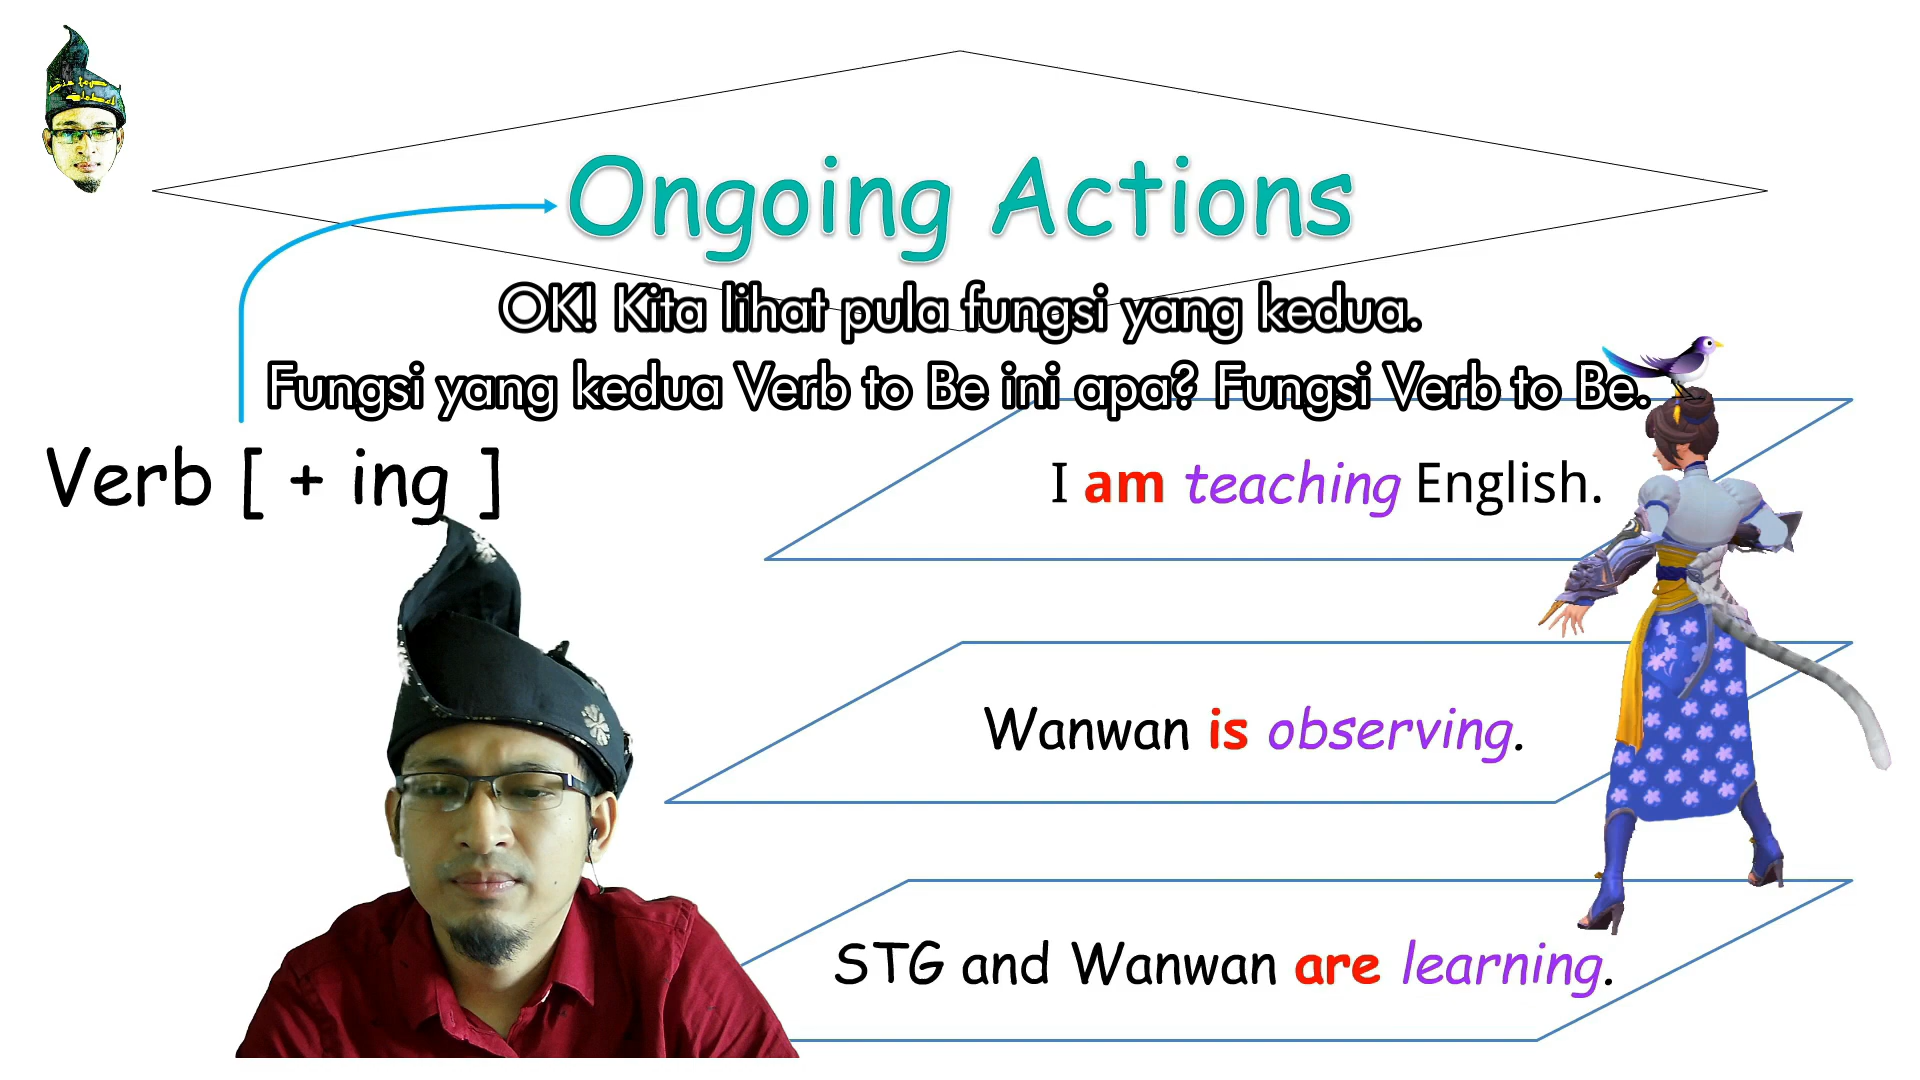 Ongoing Actions
OK! Kita lihat pula fungsi yang kedua.
Fungsi yang kedua Verb to Be ini apa? Fungsi Verb to Be.
Verb [ + ing ]
I am teaching English.
Wanwan is observing.
STG and Wanwan are learning.